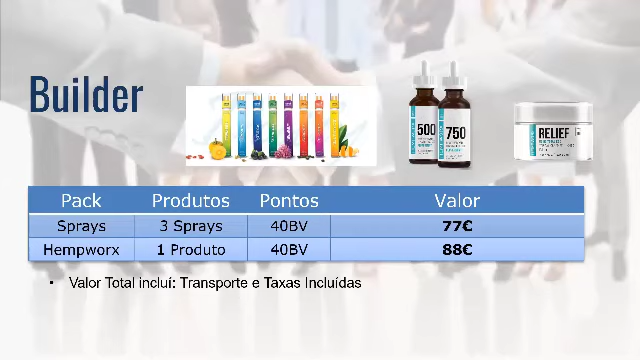 Builder
500
750
RELIEF
Pack Produtos Pontos Valor
Sprays 3 Sprays 40BV 77€
Hempworx 1 Produto 40BV 88€
• Valor Total incluí: Transporte e Taxas Incluídas